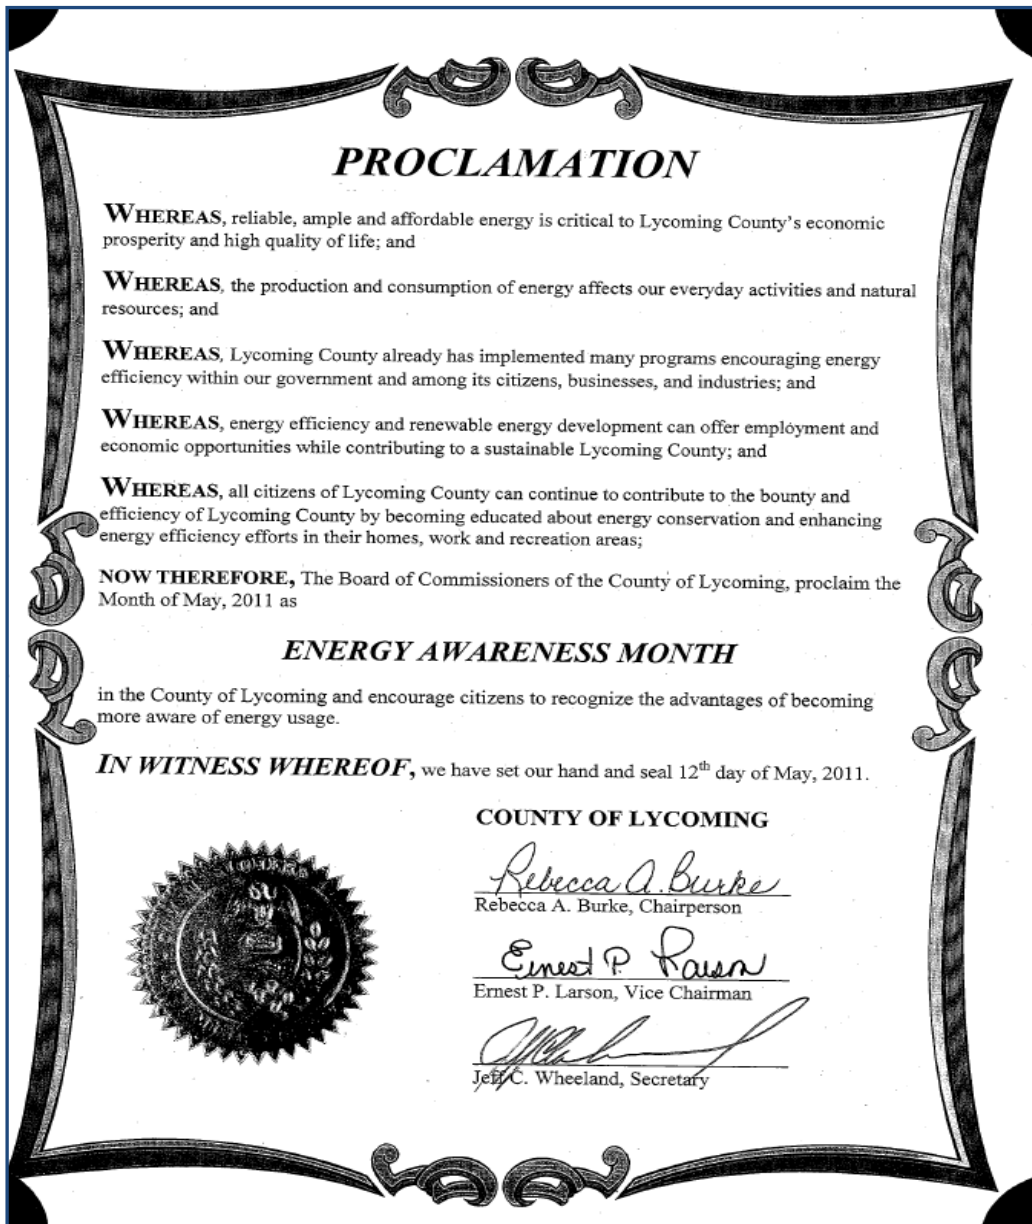 PROCLAMATION
WHEREAS, reliable, ample and affordable energy is critical to Lycoming County's economic
prosperity and high quality of life; and
WHEREAS, the production and consumption of energy affects our everyday activities and natural
resources; and
WHEREAS, Lycoming County already has implemented many programs encouraging energy
efficiency within our government and among its citizens, businesses, and industries; and
WHEREAS, energy efficiency and renewable energy development can offer employment and
economic opportunities while contributing to a sustainable Lycoming County; and
WHEREAS, all citizens of Lycoming County can continue to contribute to the bounty and
efficiency of Lycoming County by becoming educated about energy conservation and enhancing
energy efficiency efforts in their homes, work and recreation areas;
NOW THEREFORE, The Board of Commissioners of the County of Lycoming, proclaim the
Month of May, 2011 as
ENERGY AWARENESS MONTH
in the County of Lycoming and encourage citizens to recognize the advantages of becoming
more aware of energy usage.
IN WITNESS WHEREOF, we have set our hand and seal 12th day of May, 2011.
COUNTY OF LYCOMING
Rebecca A. Burke
Rebecca A. Burke, Chairperson
Ernest P. Larson
Ernest P. Larson, Vice Chairman
Jeff C. Wheeland, Secretary